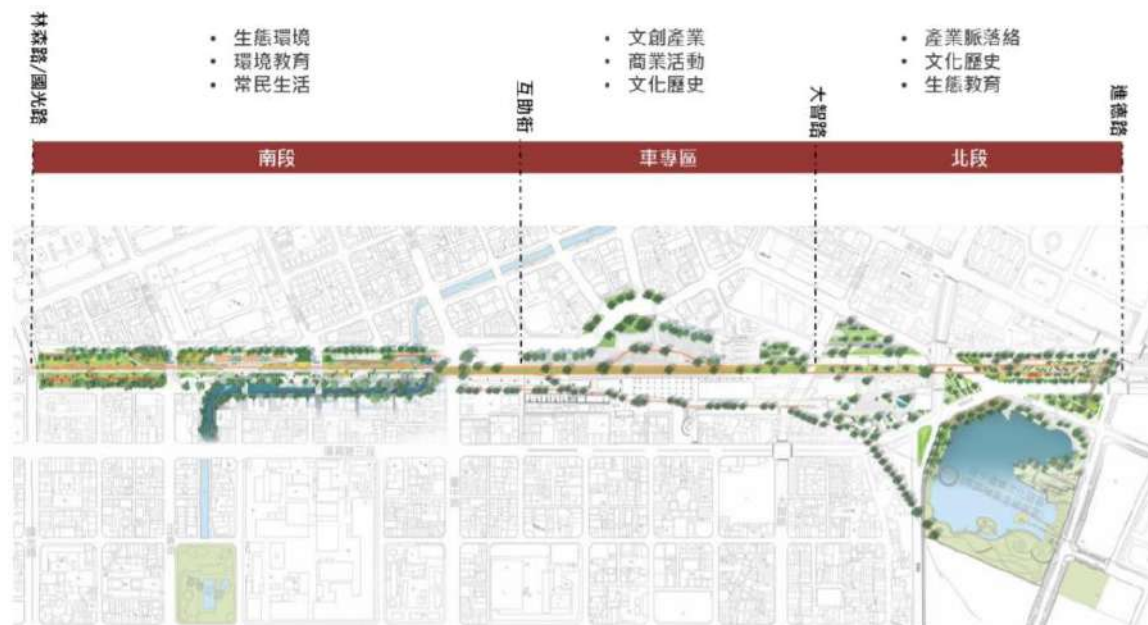 林森路/國光路
• 生態環境
• 環境教育
• 常民生活
互助街
• 文創產業
• 商業活動
• 文化歷史
大智路
• 產業脈落絡
• 文化歷史
• 生態教育
進德路
南段
車專區
北段